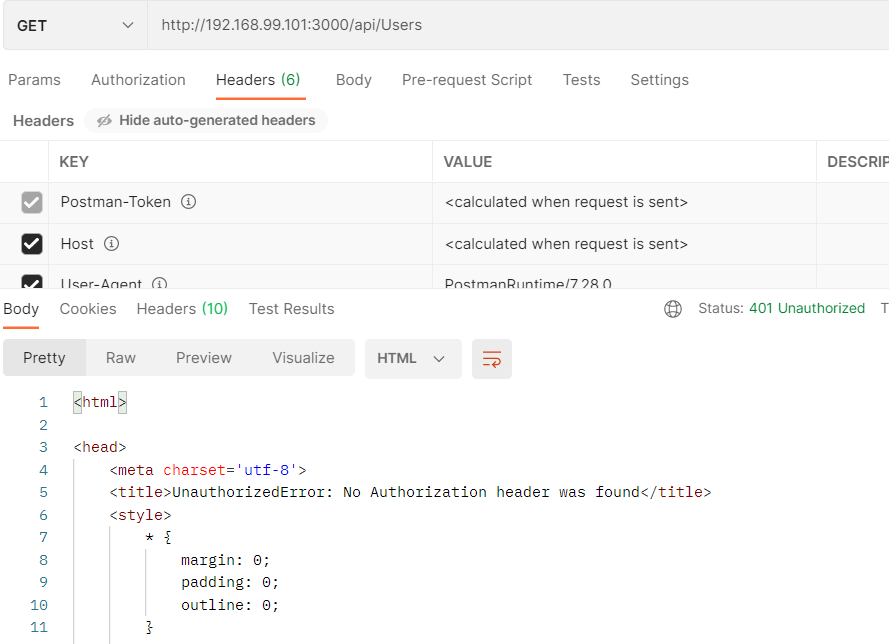 GET http://192.168.99.101:3000/api/Users
Params Authorization Headers (6) Body Pre-request Script Tests Settings
Headers Hide auto-generated headers
KEY VALUE DESCRIP
Postman-Token <calculated when request is sent>
Host <calculated when request is sent>
User-Agent PostmanRuntime/7.28.0
Body Cookies Headers (10) Test Results Status: 401 Unauthorized T
Pretty Raw Preview Visualize HTML
1 <html>
2
3 <head>
4 <meta charset='utf-8'>
5 <title>UnauthorizedError: No Authorization header was found</title>
6 <style>
7 * {
8 margin: 0;
9 padding: 0;
10 outline: 0;
11 }